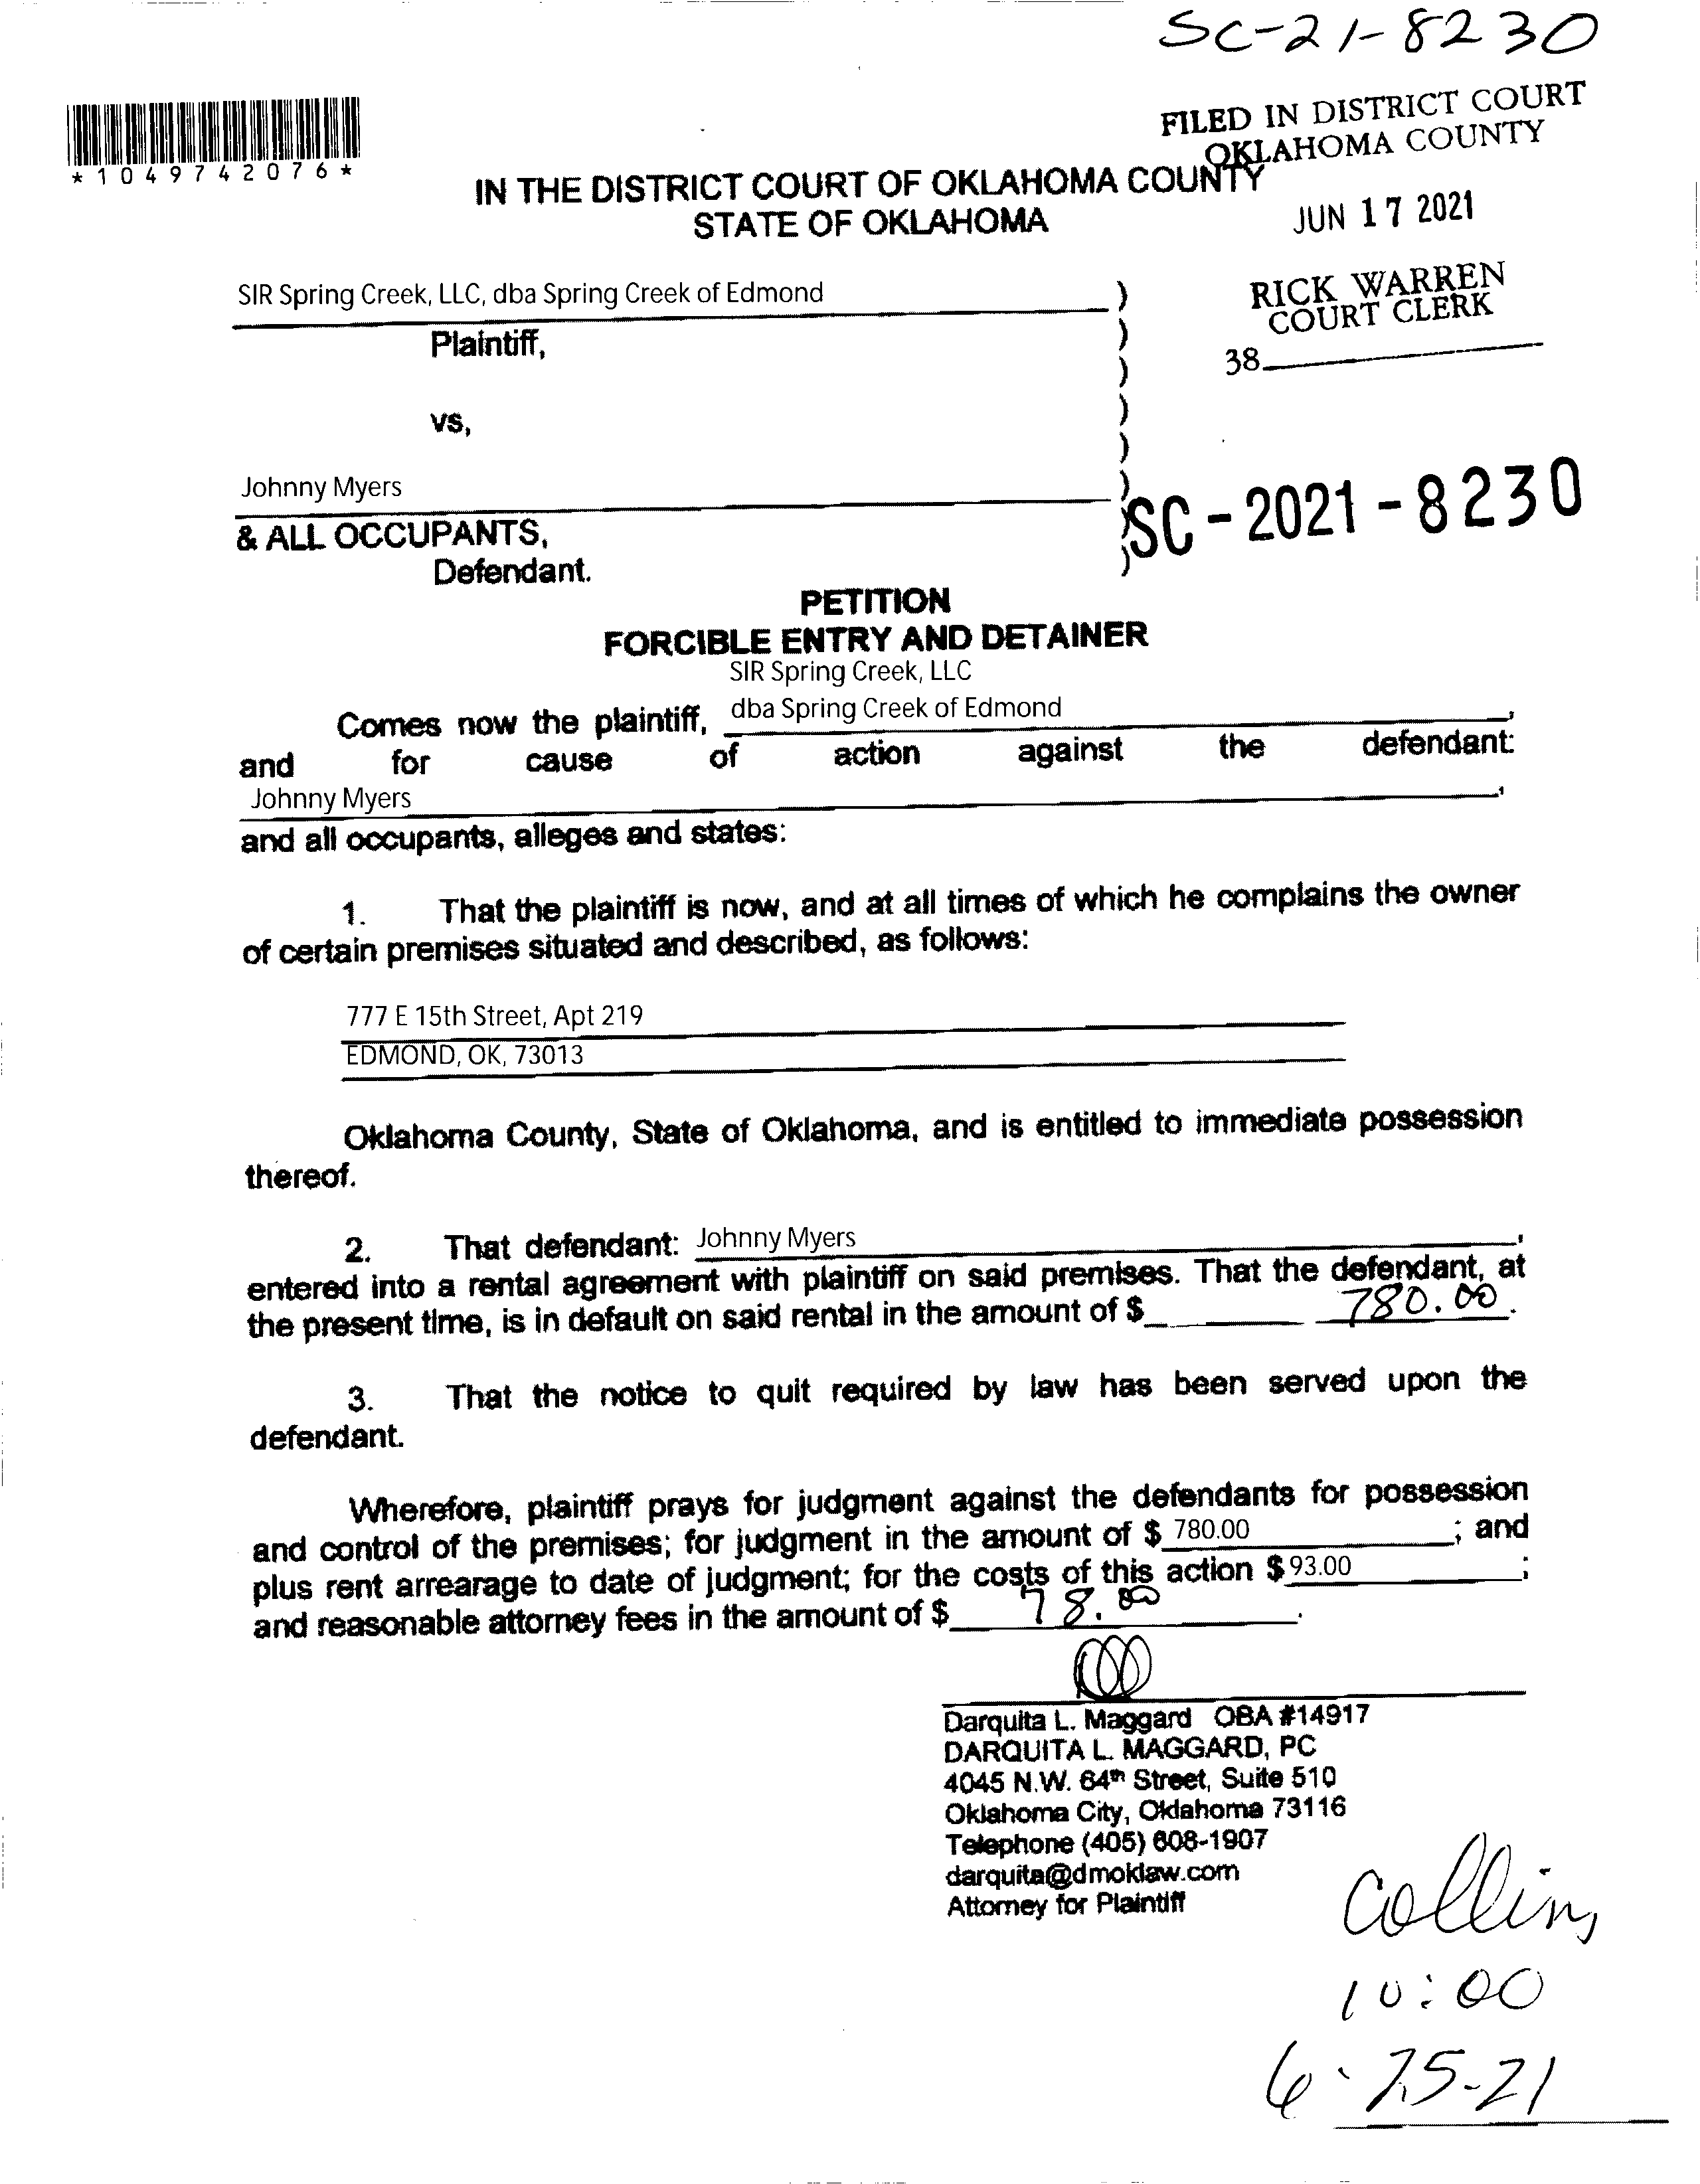 SC-21-8230
FILED IN DISTRICT COURT
OKLAHOMA COUNTY
*1049742076*
IN THE DISTRICT COURT OF OKLAHOMA COUNTY
STATE OF OKLAHOMA
JUN 17 2021
SIR Spring Creek, LLC, dba Spring Creek of Edmond )
RICK WARREN
COURT CLERK
Plaintiff, )
38
)
vs, )
)
Johnny Myers )
SC-2021-8230
& ALL OCCUPANTS, )
Defendant. )
PETITION
FORCIBLE ENTRY AND DETAINER
SIR Spring Creek, LLC
Comes now the plaintiff, dba Spring Creek of Edmond,
and for cause of action against the defendant:
Johnny Myers,
and all occupants, alleges and states:
1. That the plaintiff is now, and at all times of which he complains the owner
of certain premises situated and described, as follows:
777 E 15th Street, Apt 219
EDMOND, OK, 73013
Oklahoma County, State of Oklahoma, and is entitled to immediate possession
thereof.
2. That defendant: Johnny Myers,
entered into a rental agreement with plaintiff on said premises. That the defendant, at
the present time, is in default on said rental in the amount of $ 780.00.
3. That the notice to quit required by law has been served upon the
defendant.
Wherefore, plaintiff prays for judgment against the defendants for possession
and control of the premises; for judgment in the amount of $ 780.00; and
plus rent arrearage to date of judgment; for the costs of this action $ 93.00;
and reasonable attorney fees in the amount of $ 78.00.
Darquita L. Maggard OBA #14917
DARQUITA L. MAGGARD, PC
4045 N.W. 64th Street, Suite 510
Oklahoma City, Oklahoma 73116
Telephone (405) 608-1907
darquita@dmoklaw.com
Attorney for Plaintiff
Collins
10:00
6-25-21